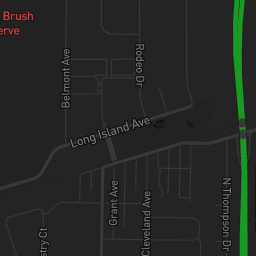 Brush
erve
Belmont Ave
Rodeo Dr
Long Island Ave
Grant Ave
Cleveland Ave
N Thompson Dr
stry Ct